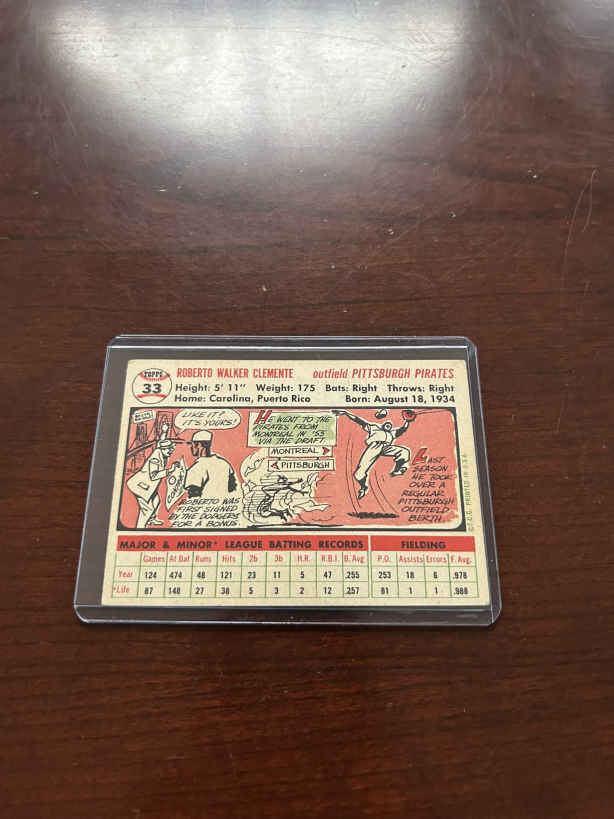 TOPPS
33
ROBERTO WALKER CLEMENTE outfield PITTSBURGH PIRATES
Height: 5' 11" Weight: 175 Bats: Right Throws: Right
Home: Carolina, Puerto Rico Born: August 18, 1934
LIKE IT?
IT'S YOURS!
ROBERTO WAS
FIRST SIGNED
BY THE DODGERS
FOR A BONUS.
HE WENT TO THE
PIRATES FROM
MONTREAL IN '55
VIA THE DRAFT.
MONTREAL
PITTSBURGH
LAST
SEASON
HE TOOK
OVER A
REGULAR
PITTSBURGH
OUTFIELD
BERTH.
©T.C.G. PRINTED IN U.S.A.
MAJOR & MINOR* LEAGUE BATTING RECORDS FIELDING
Games At Bat Runs Hits 2b 3b H.R. R.B.I. B. Avg. P.O. Assists Errors F. Avg.
Year 124 474 48 121 23 11 5 47 .255 253 18 6 .978
*Life 87 148 27 38 5 3 2 12 .257 81 1 1 .988